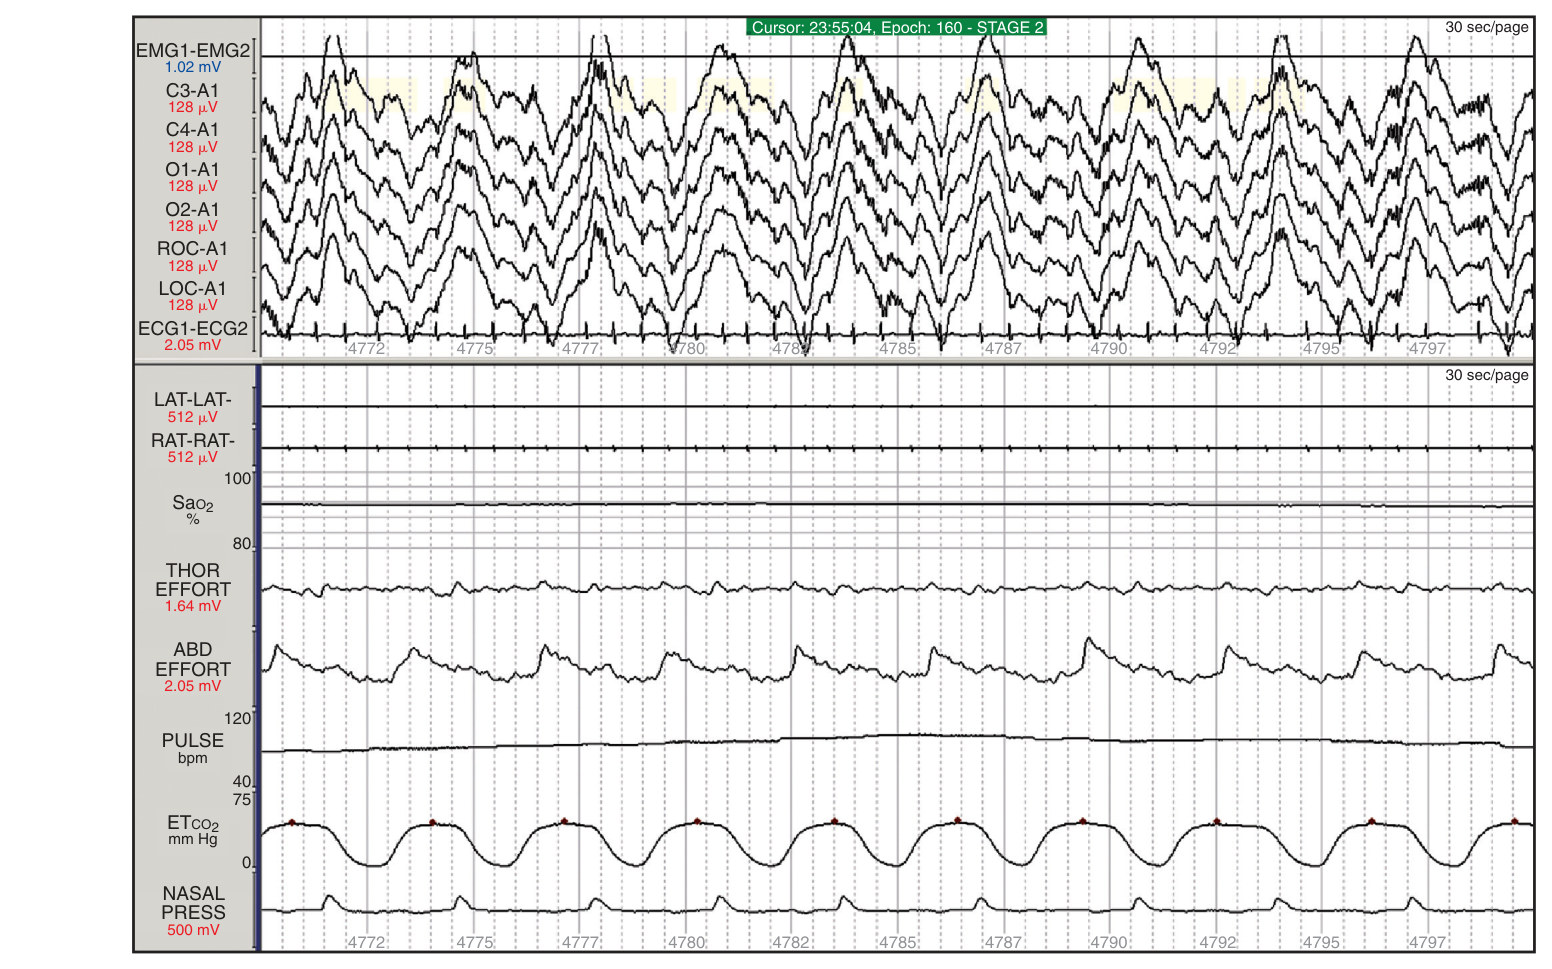 Cursor: 23:55:04, Epoch: 160 - STAGE 2
30 sec/page
EMG1-EMG2
1.02 mV
C3-A1
128 µV
C4-A1
128 µV
O1-A1
128 µV
O2-A1
128 µV
ROC-A1
128 µV
LOC-A1
128 µV
ECG1-ECG2
2.05 mV
4772 4775 4777 4780 4782 4785 4787 4790 4792 4795 4797
30 sec/page
LAT-LAT-
512 µV
RAT-RAT-
512 µV
100
SaO2
%
80
THOR
EFFORT
1.64 mV
ABD
EFFORT
2.05 mV
120
PULSE
bpm
40
75
ETCO2
mm Hg
0
NASAL
PRESS
500 mV
4772 4775 4777 4780 4782 4785 4787 4790 4792 4795 4797